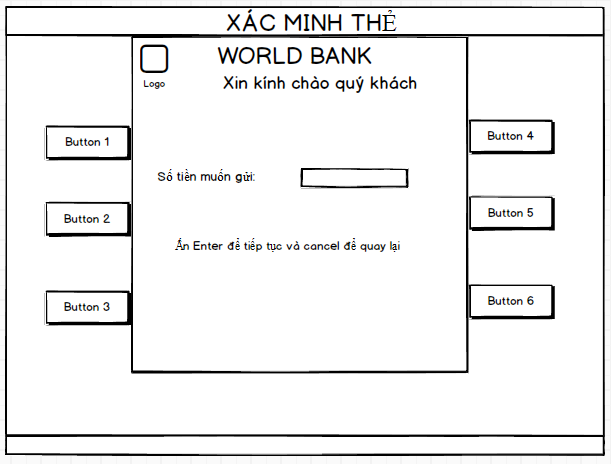 XÁC MINH THẺ
WORLD BANK
Logo
Xin kính chào quý khách
Button 1
Button 4
Số tiền muốn gửi:
Button 2
Button 5
Ấn Enter để tiếp tục và cancel để quay lại
Button 3
Button 6